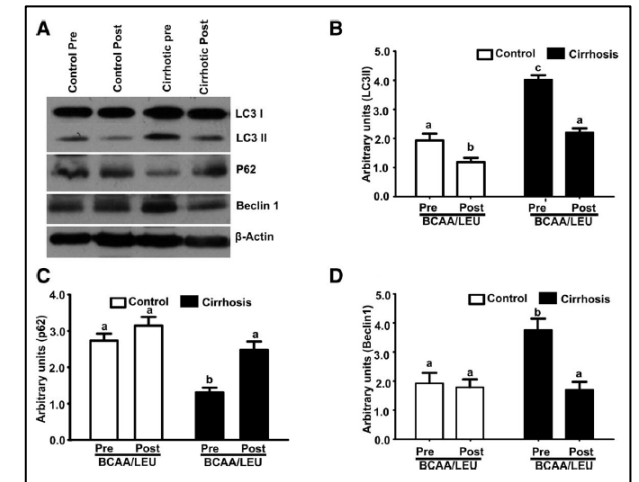 A
Control Pre
Control Post
Cirrhotic pre
Cirrhotic Post
LC3 I
LC3 II
P62
Beclin 1
β-Actin
B
Control Cirrhosis
Arbitrary units (LC3II)
5.0
4.0
3.0
2.0
1.0
0.0
a
b
c
a
Pre Post Pre Post
BCAA/LEU BCAA/LEU
C
Control Cirrhosis
Arbitrary units (p62)
4.0
3.0
2.0
1.0
0.0
a
a
b
a
Pre Post Pre Post
BCAA/LEU BCAA/LEU
D
Control Cirrhosis
Arbitrary units (Beclin1)
5.0
4.0
3.0
2.0
1.0
0.0
a
a
b
a
Pre Post Pre Post
BCAA/LEU BCAA/LEU